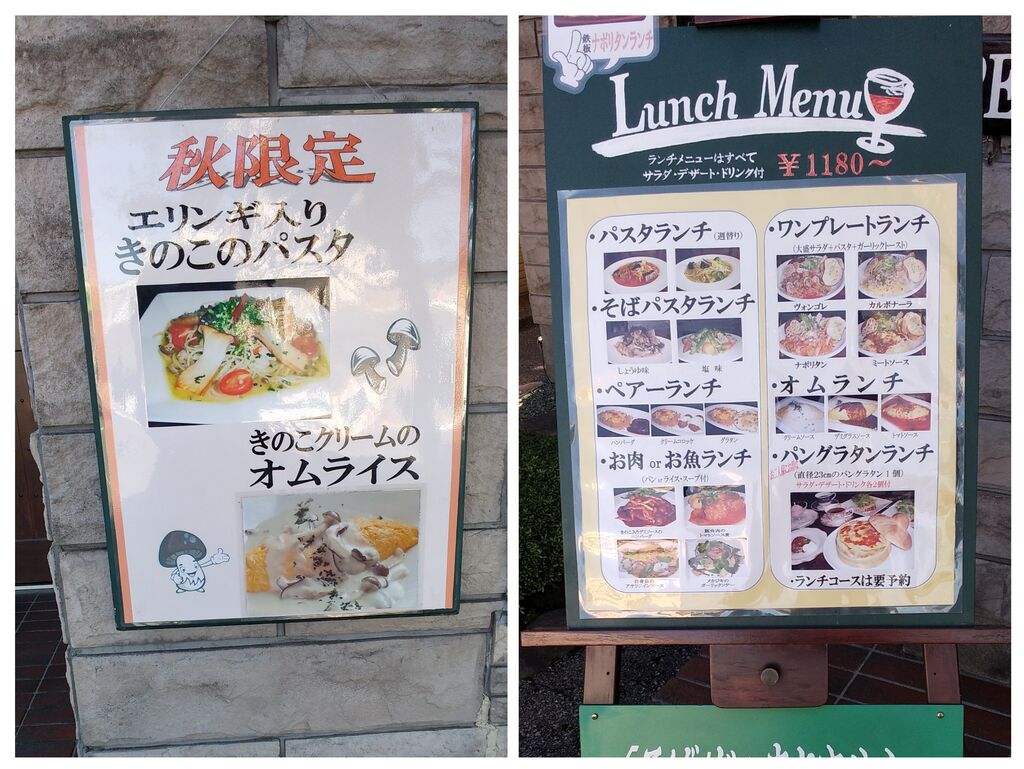 秋限定
エリンギ入り
きのこのパスタ
きのこクリームの
オムライス
鉄板
ナポリタンランチ
Lunch Menu
ランチメニューはすべて
サラダ・デザート・ドリンク付
￥1180～
・パスタランチ(週替り)
・そばパスタランチ
しょうゆ味
塩味
・ペアーランチ
ハンバーグ
クリームコロッケ
グラタン
・お肉 or お魚ランチ
(パン or ライス・スープ付)
・ワンプレートランチ
(大盛サラダ+パスタ+ガーリックトースト)
ヴォンゴレ
カルボナーラ
ナポリタン
ミートソース
・オムランチ
クリームソース
デミグラスソース
トマトソース
・パングラタンランチ
(直径23cmのパングラタン1個)
サラダ・デザート・ドリンク各2個付
・ランチコースは要予約